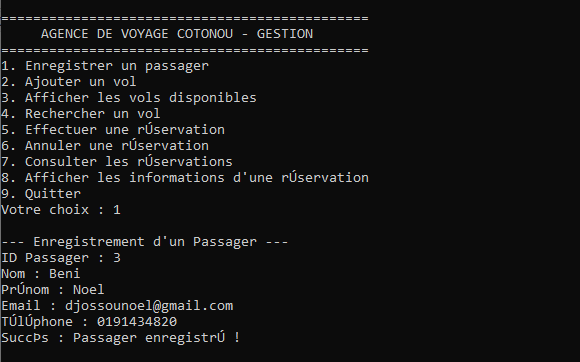 ==============================================
AGENCE DE VOYAGE COTONOU - GESTION
==============================================
1. Enregistrer un passager
2. Ajouter un vol
3. Afficher les vols disponibles
4. Rechercher un vol
5. Effectuer une rÚservation
6. Annuler une rÚservation
7. Consulter les rÚservations
8. Afficher les informations d'une rÚservation
9. Quitter
Votre choix : 1
--- Enregistrement d'un Passager ---
ID Passager : 3
Nom : Beni
PrÚnom : Noel
Email : djossounoel@gmail.com
TÚlÚphone : 0191434820
SuccÞs : Passager enregistrÚ !